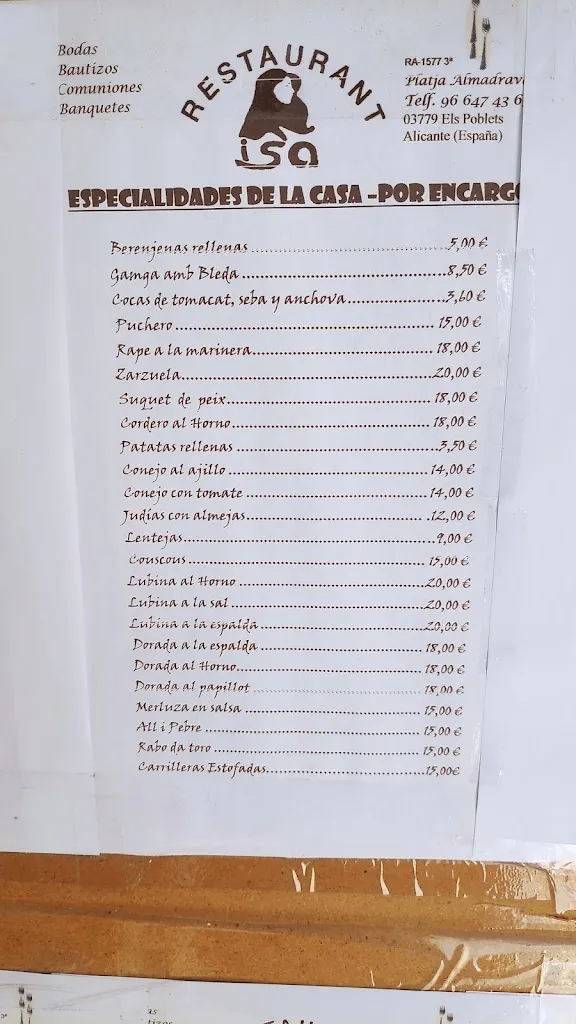 Bodas
Bautizos
Comuniones
Banquetes
RESTAURANT
isa
RA-1577 3ª
Platja Almadrava
Telf. 96 647 43 6
03779 Els Poblets
Alicante (España)
ESPECIALIDADES DE LA CASA -POR ENCARGO
Berenjenas rellenas 5,00 €
Gamga amb Bleda 8,50 €
Cocas de tomacat, seba y anchova 3,60 €
Puchero 15,00 €
Rape a la marinera 18,00 €
Zarzuela 20,00 €
Suquet de peix 18,00 €
Cordero al Horno 18,00 €
Patatas rellenas 3,50 €
Conejo al ajillo 14,00 €
Conejo con tomate 14,00 €
Judías con almejas 12,00 €
Lentejas 9,00 €
Couscous 15,00 €
Lubina al Horno 20,00 €
Lubina a la sal 20,00 €
Lubina a la espalda 20,00 €
Dorada a la espalda 18,00 €
Dorada al Horno 18,00 €
Dorada al papillot 18,00 €
Merluza en salsa 15,00 €
All i Pebre 15,00 €
Rabo da toro 15,00 €
Carrilleras Estofadas 15,00€